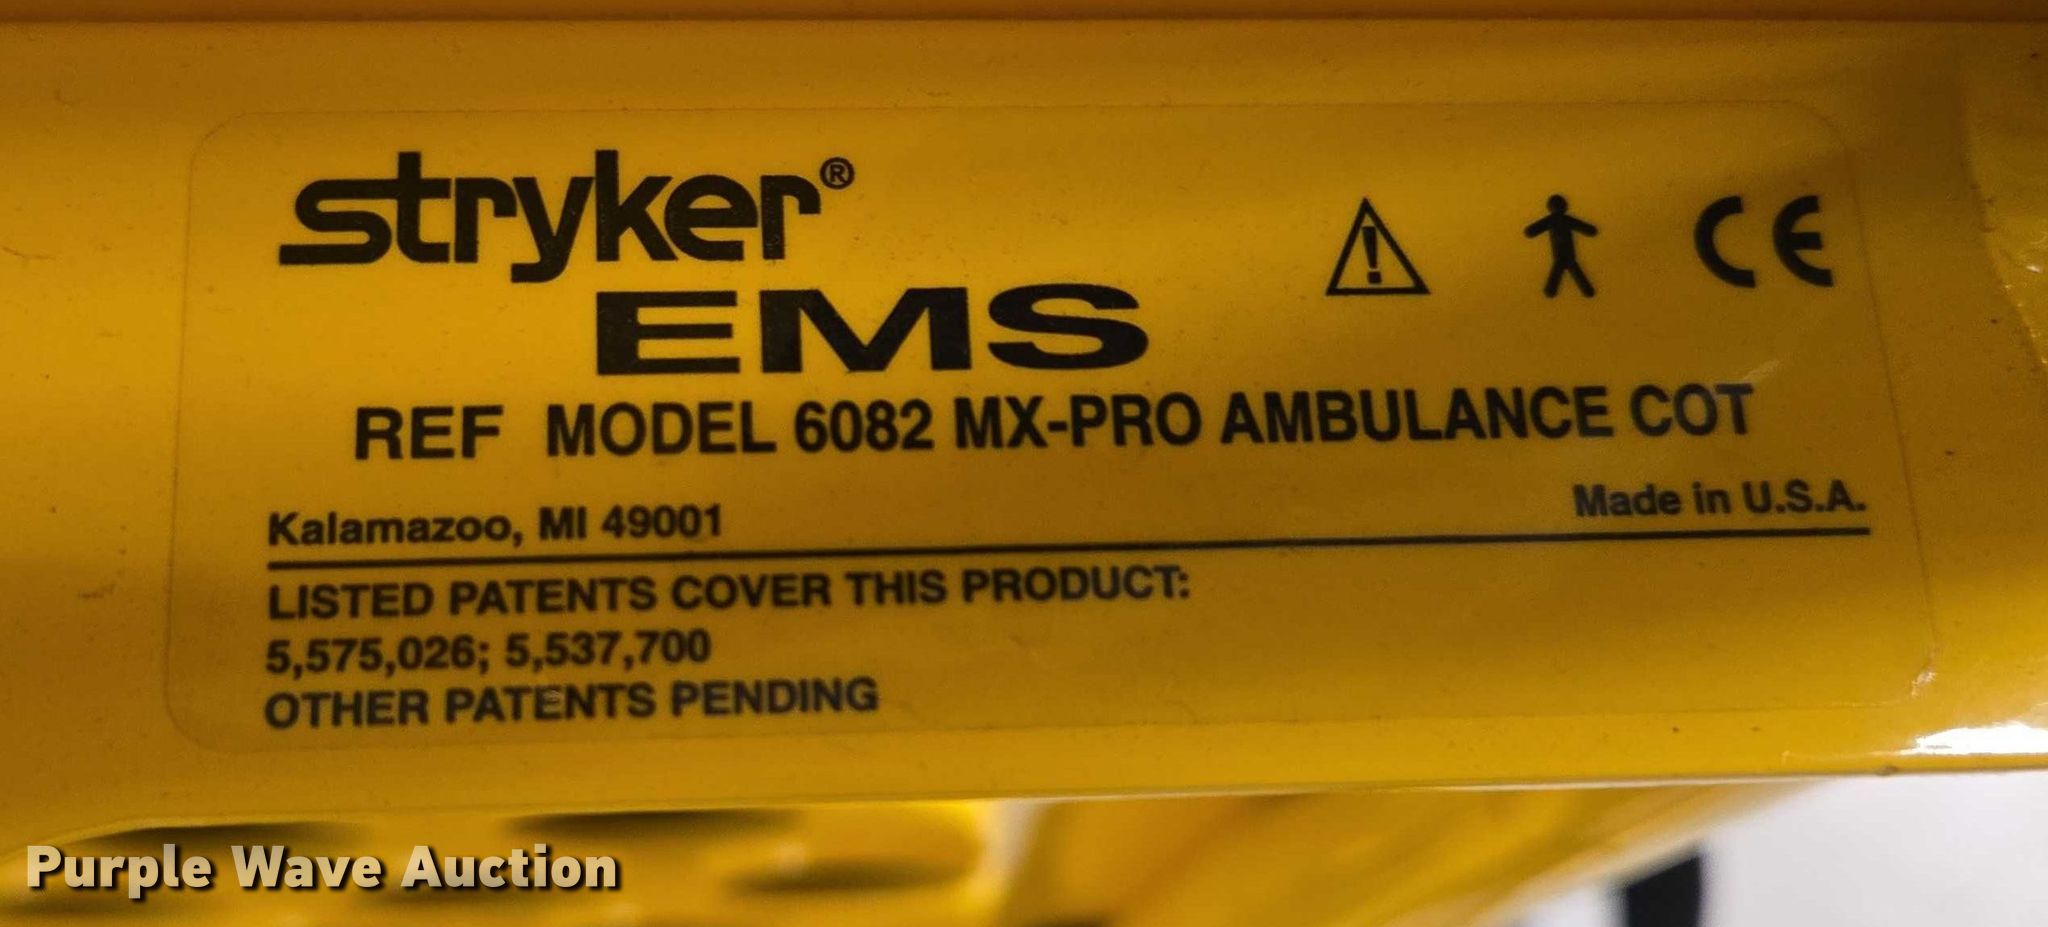 stryker®
EMS
REF MODEL 6082 MX-PRO AMBULANCE COT
Kalamazoo, MI 49001
Made in U.S.A.
LISTED PATENTS COVER THIS PRODUCT:
5,575,026; 5,537,700
OTHER PATENTS PENDING
Purple Wave Auction